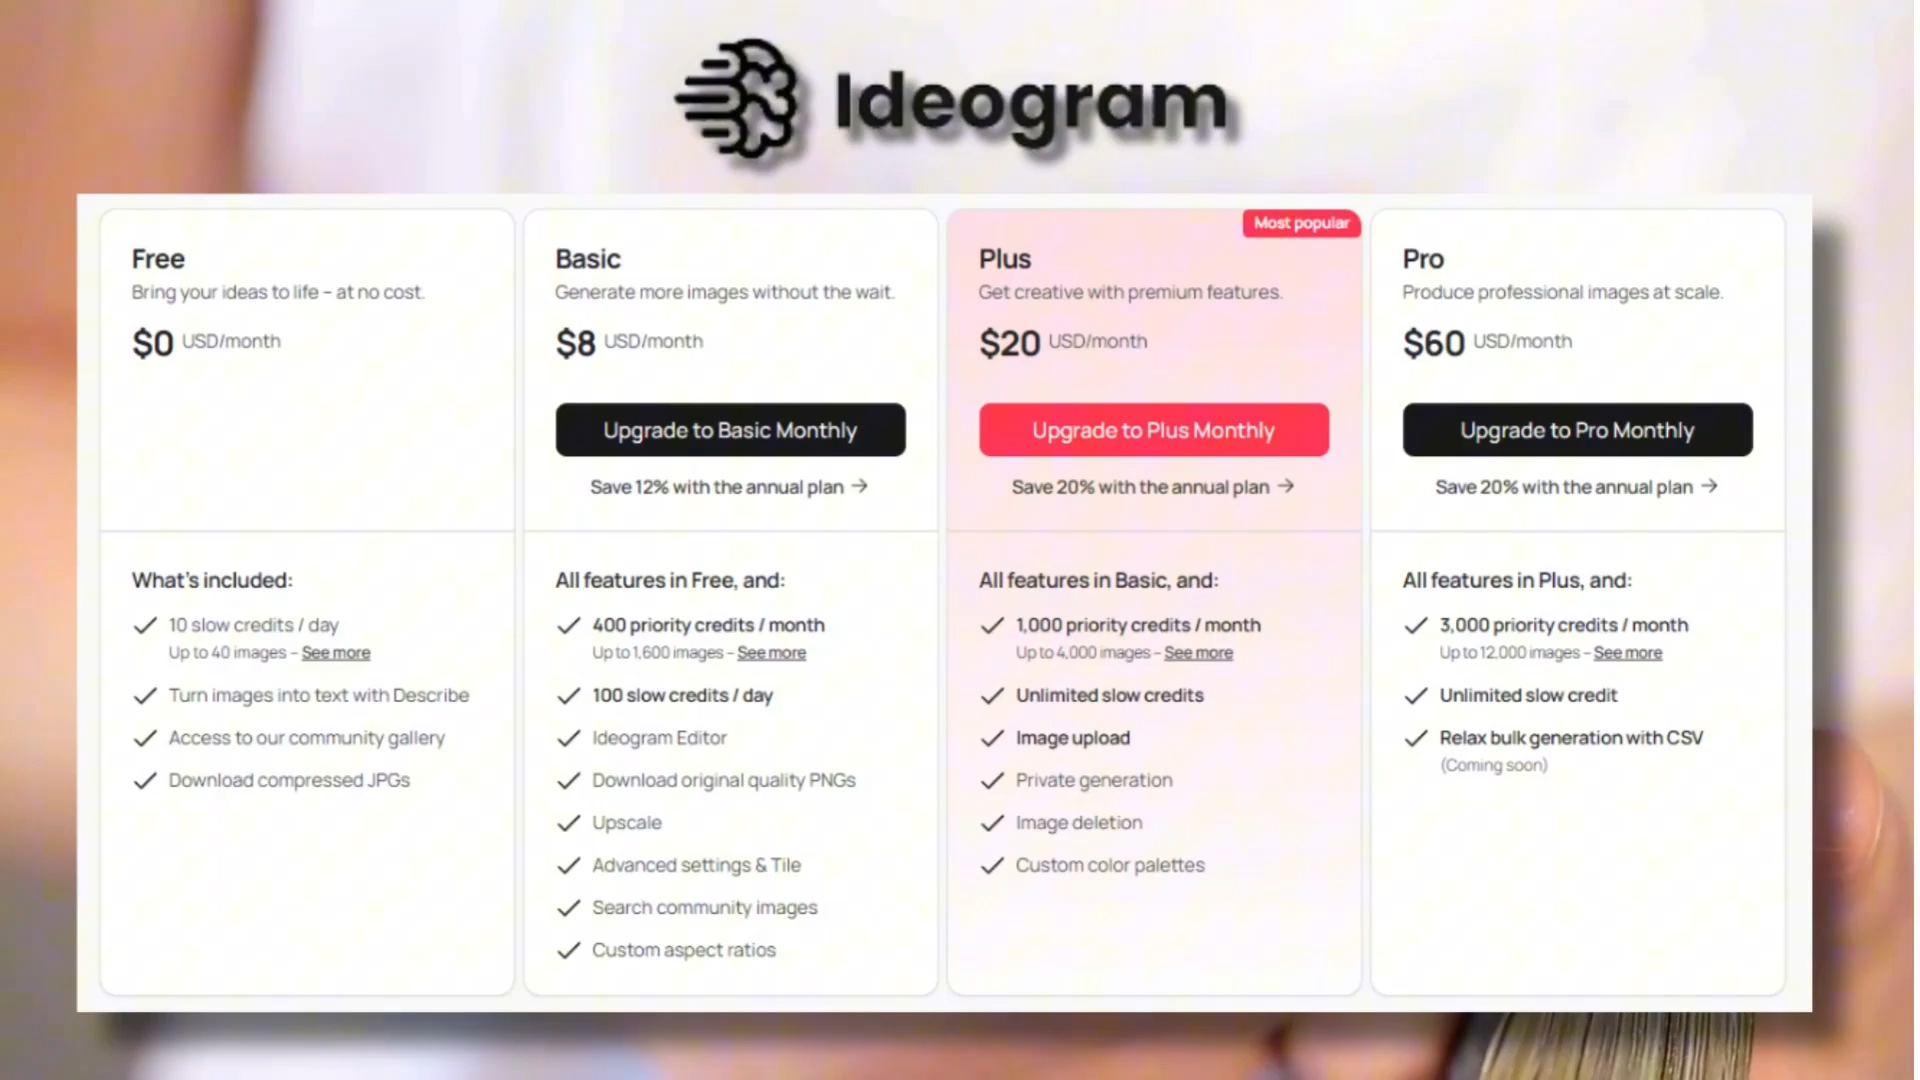 Ideogram
Free
Bring your ideas to life – at no cost.
$0 USD/month
What's included:
10 slow credits / day
Up to 40 images – See more
Turn images into text with Describe
Access to our community gallery
Download compressed JPGs
Basic
Generate more images without the wait.
$8 USD/month
Upgrade to Basic Monthly
Save 12% with the annual plan →
All features in Free, and:
400 priority credits / month
Up to 1,600 images – See more
100 slow credits / day
Ideogram Editor
Download original quality PNGs
Upscale
Advanced settings & Tile
Search community images
Custom aspect ratios
Most popular
Plus
Get creative with premium features.
$20 USD/month
Upgrade to Plus Monthly
Save 20% with the annual plan →
All features in Basic, and:
1,000 priority credits / month
Up to 4,000 images – See more
Unlimited slow credits
Image upload
Private generation
Image deletion
Custom color palettes
Pro
Produce professional images at scale.
$60 USD/month
Upgrade to Pro Monthly
Save 20% with the annual plan →
All features in Plus, and:
3,000 priority credits / month
Up to 12,000 images – See more
Unlimited slow credit
Relax bulk generation with CSV
(Coming soon)